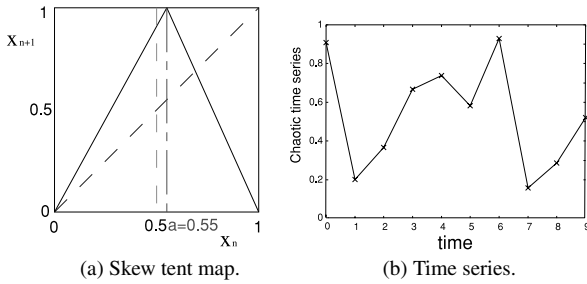 1
X n+1
0.5
0
0
0.5 a=0.55
1
X n
(a) Skew tent map.
1
0.8
0.6
0.4
0.2
0
Chaotic time series
0 1 2 3 4 5 6 7 8 9
time
(b) Time series.